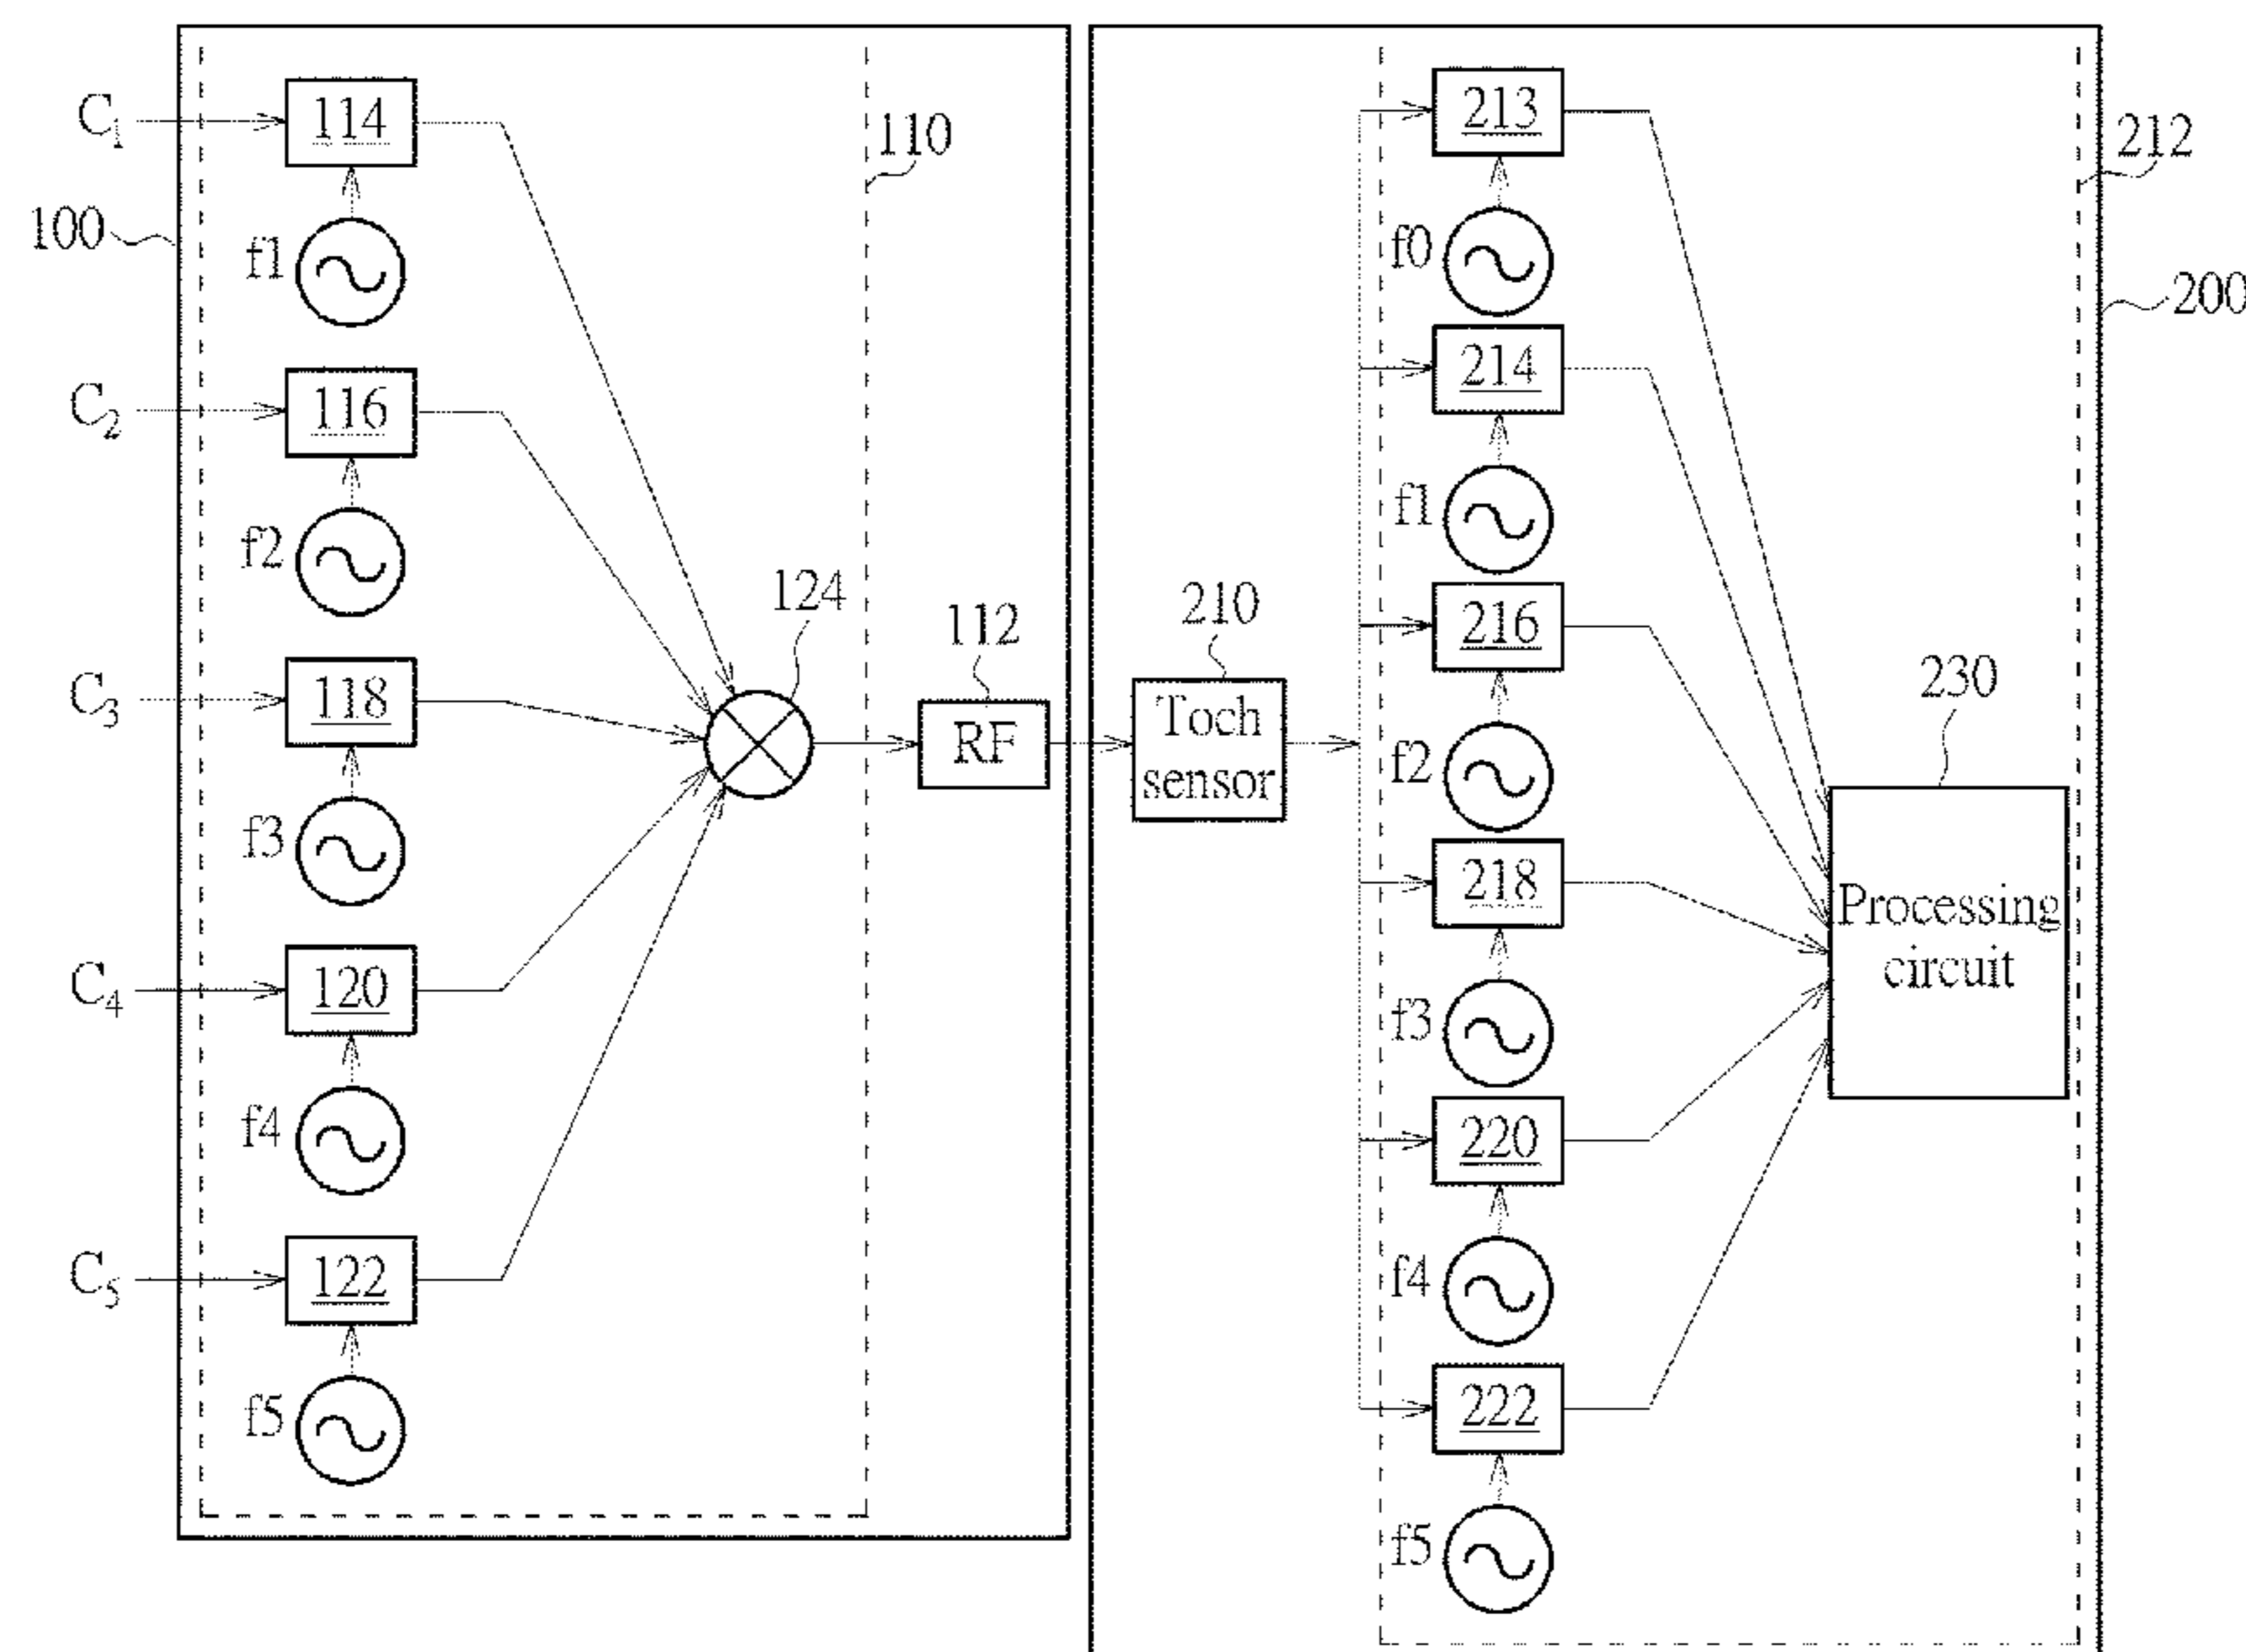 C1
114
110
100
f1
C2
116
f2
124
C3
118
112
RF
f3
C4
120
f4
C5
122
f5
213
212
f0
200
214
f1
210
Toch
sensor
216
f2
230
Processing
circuit
218
f3
220
f4
222
f5